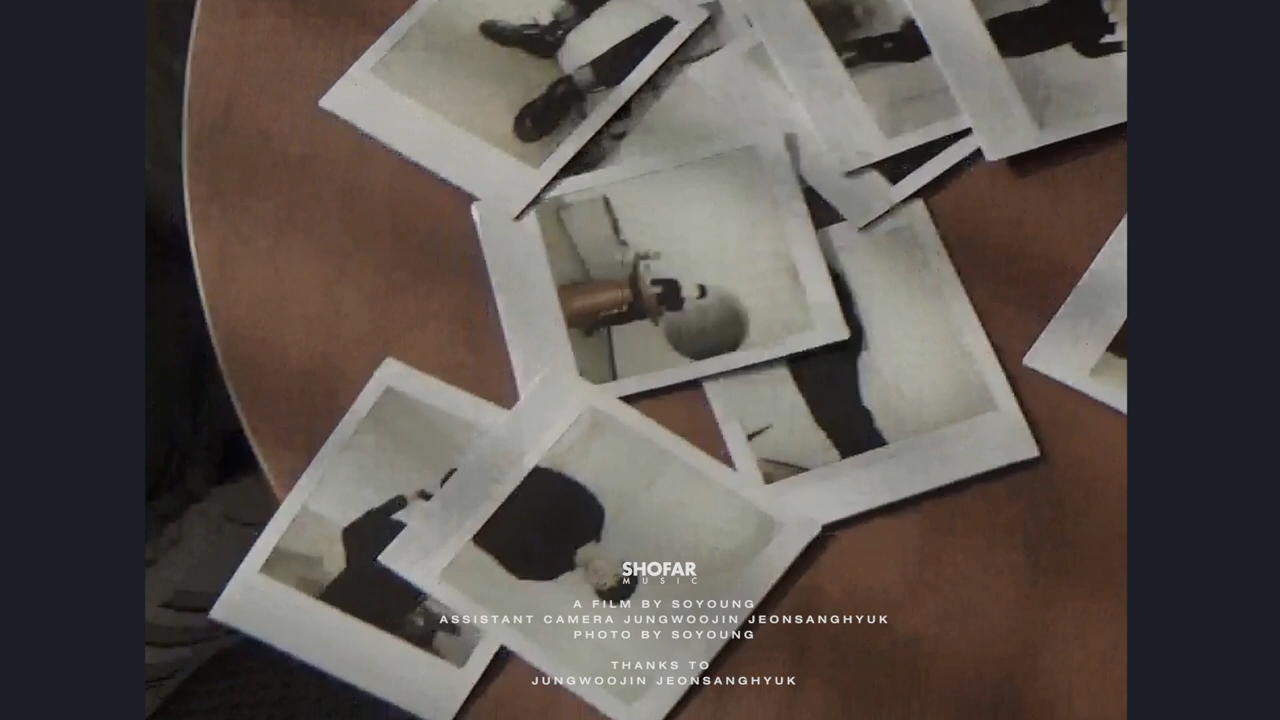 SHOFAR
MUSIC
A FILM BY SOYOUNG
ASSISTANT CAMERA JUNGWOOJIN JEONSANGHYUK
PHOTO BY SOYOUNG
THANKS TO
JUNGWOOJIN JEONSANGHYUK